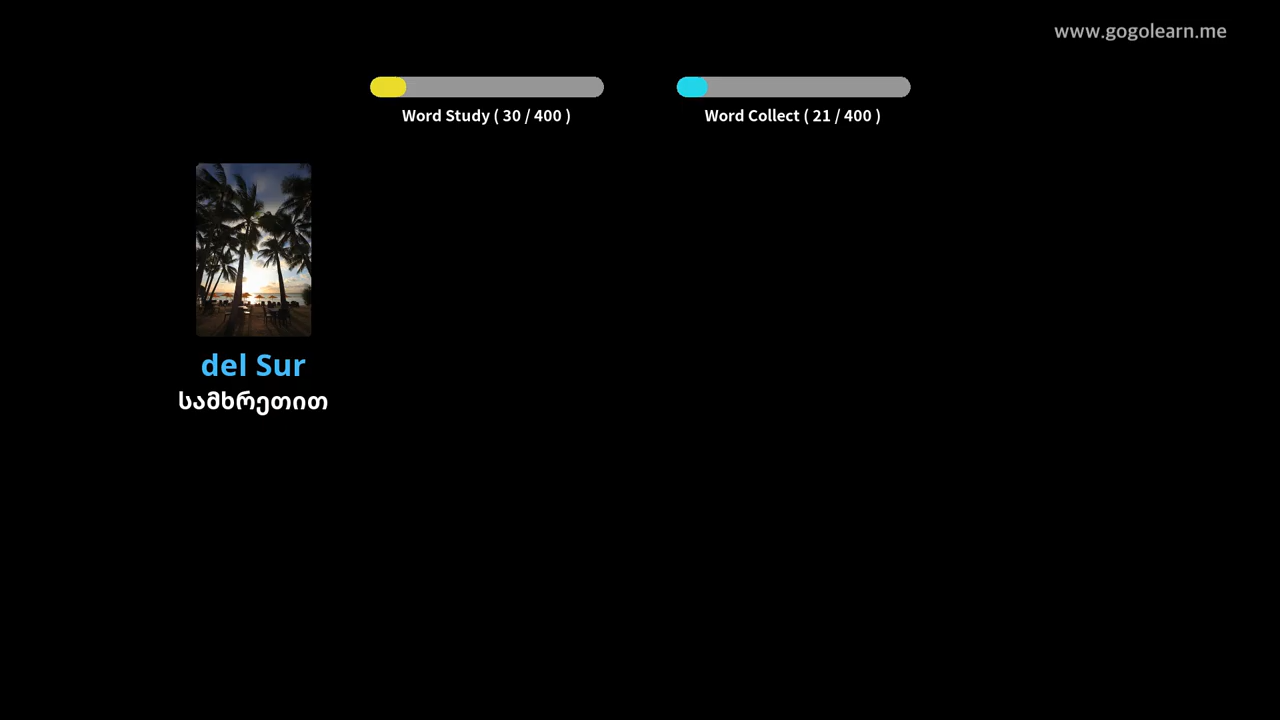 www.gogolearn.me
Word Study ( 30 / 400 )
Word Collect ( 21 / 400 )
del Sur
სამხრეთით